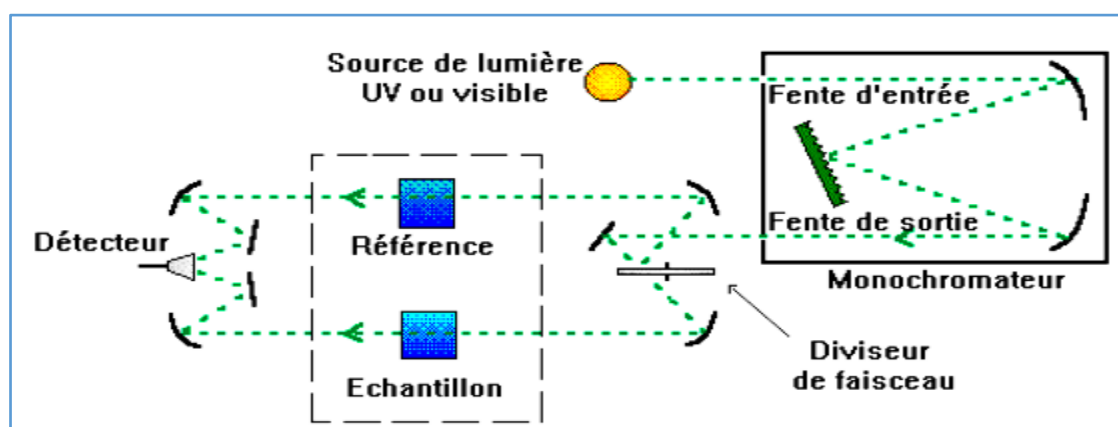 Source de lumière
UV ou visible
Fente d'entrée
Fente de sortie
Monochromateur
Détecteur
Référence
Echantillon
Diviseur
de faisceau